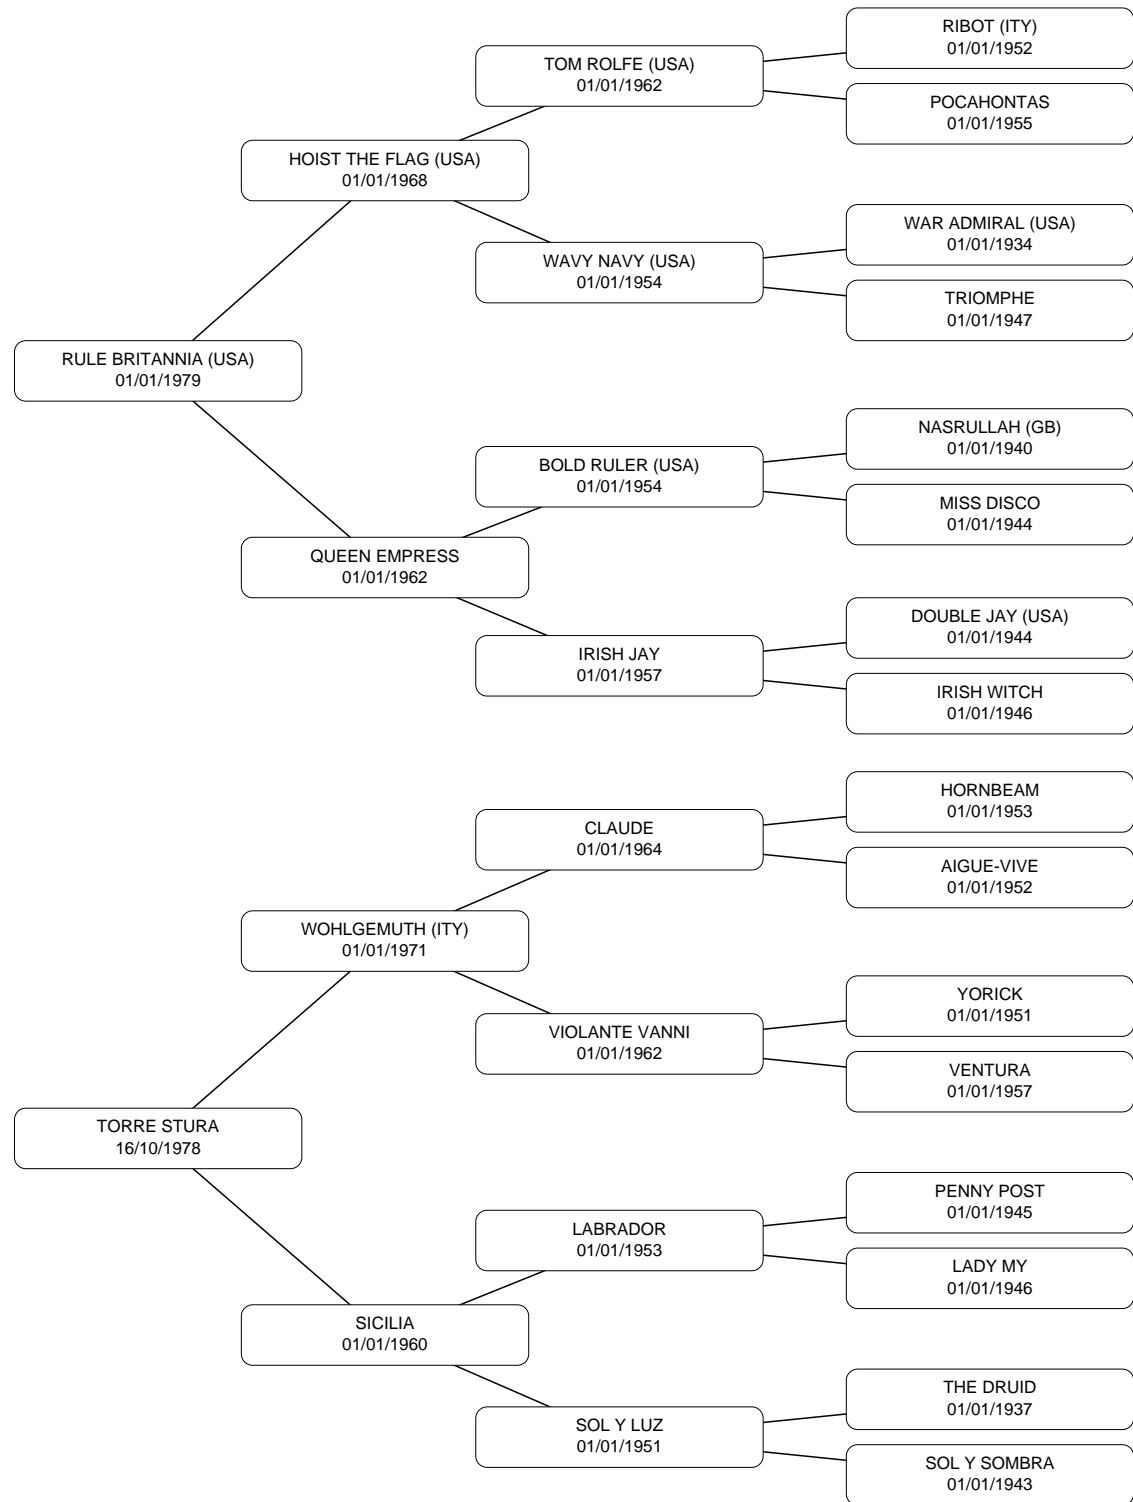 RIBOT (ITY)
01/01/1952
TOM ROLFE (USA)
01/01/1962
POCAHONTAS
01/01/1955
HOIST THE FLAG (USA)
01/01/1968
WAR ADMIRAL (USA)
01/01/1934
WAVY NAVY (USA)
01/01/1954
TRIOMPHE
01/01/1947
RULE BRITANNIA (USA)
01/01/1979
NASRULLAH (GB)
01/01/1940
BOLD RULER (USA)
01/01/1954
MISS DISCO
01/01/1944
QUEEN EMPRESS
01/01/1962
DOUBLE JAY (USA)
01/01/1944
IRISH JAY
01/01/1957
IRISH WITCH
01/01/1946
HORNBEAM
01/01/1953
CLAUDE
01/01/1964
AIGUE-VIVE
01/01/1952
WOHLGEMUTH (ITY)
01/01/1971
YORICK
01/01/1951
VIOLANTE VANNI
01/01/1962
VENTURA
01/01/1957
TORRE STURA
16/10/1978
PENNY POST
01/01/1945
LABRADOR
01/01/1953
LADY MY
01/01/1946
SICILIA
01/01/1960
THE DRUID
01/01/1937
SOL Y LUZ
01/01/1951
SOL Y SOMBRA
01/01/1943